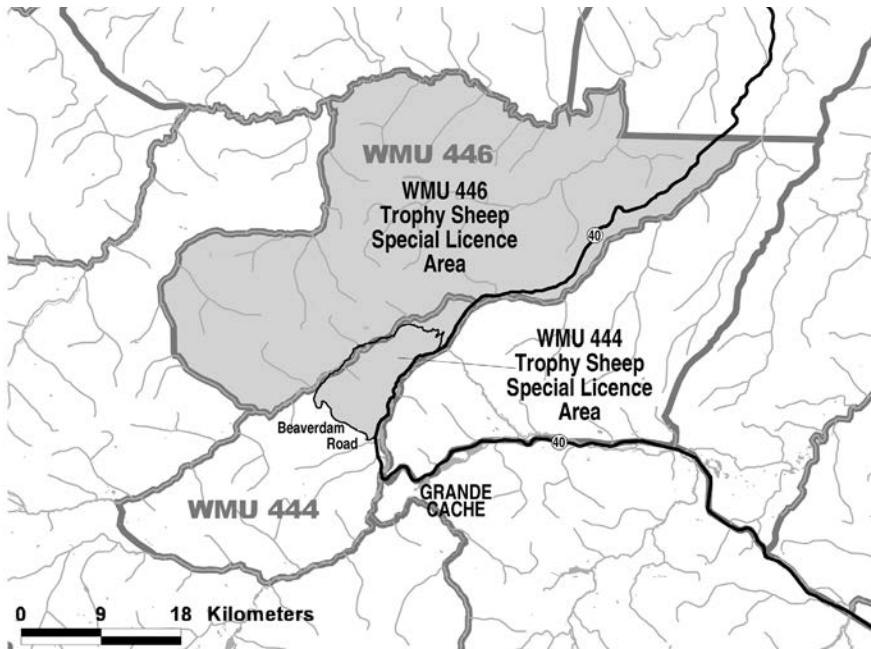 WMU 446
WMU 446
Trophy Sheep
Special Licence
Area
40
WMU 444
Trophy Sheep
Special Licence
Area
Beaverdam
Road
40
GRANDE
CACHE
WMU 444
0 9 18 Kilometers